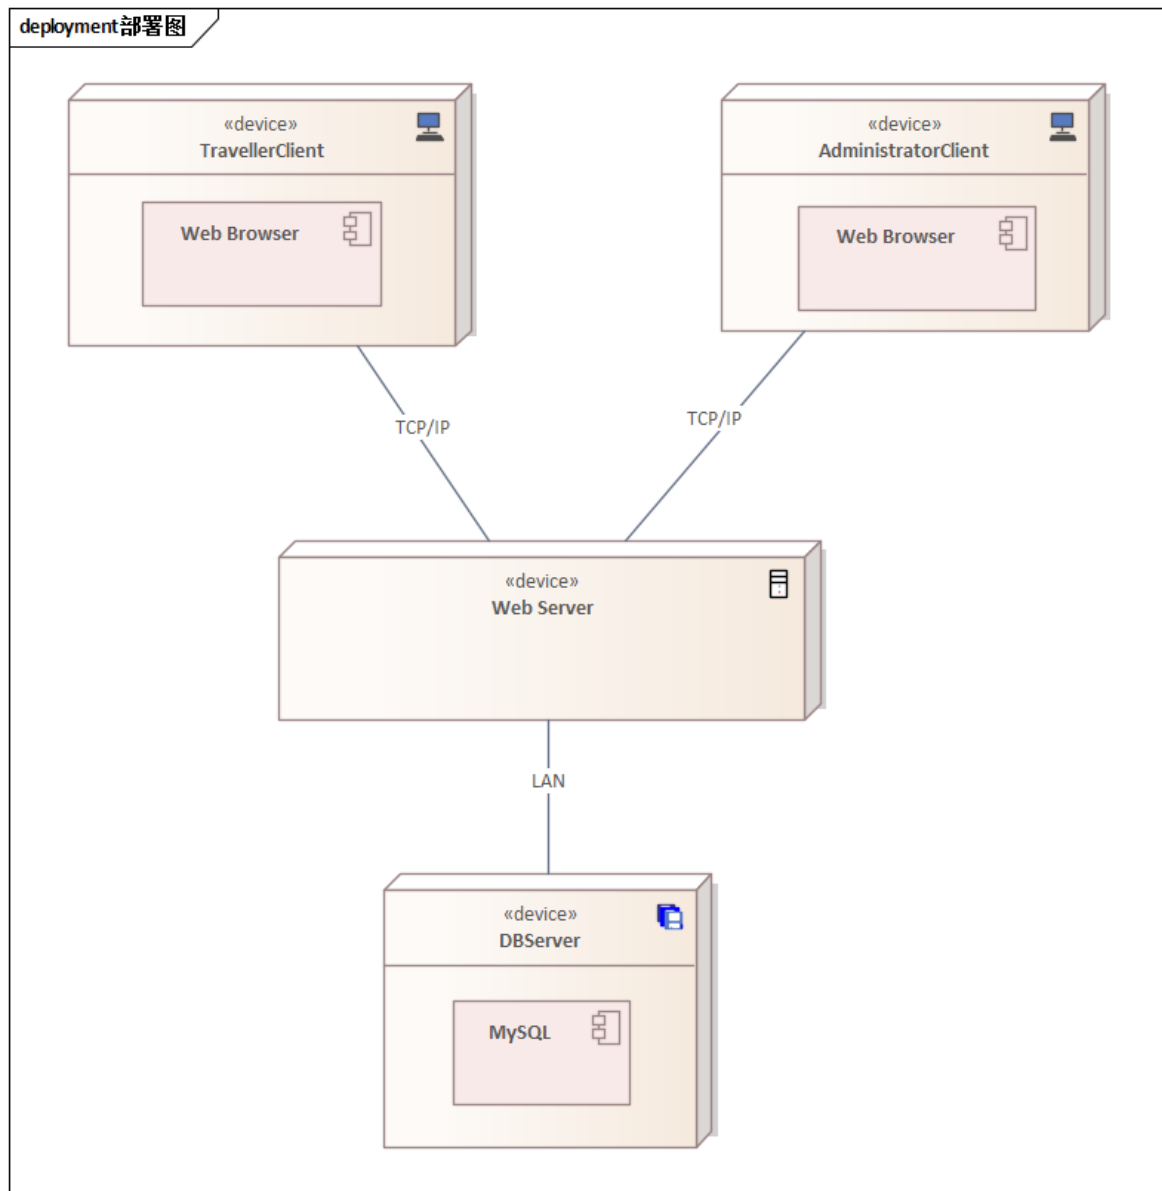 deployment部署图
«device»
TravellerClient
Web Browser
«device»
AdministratorClient
Web Browser
TCP/IP
TCP/IP
«device»
Web Server
LAN
«device»
DBServer
MySQL